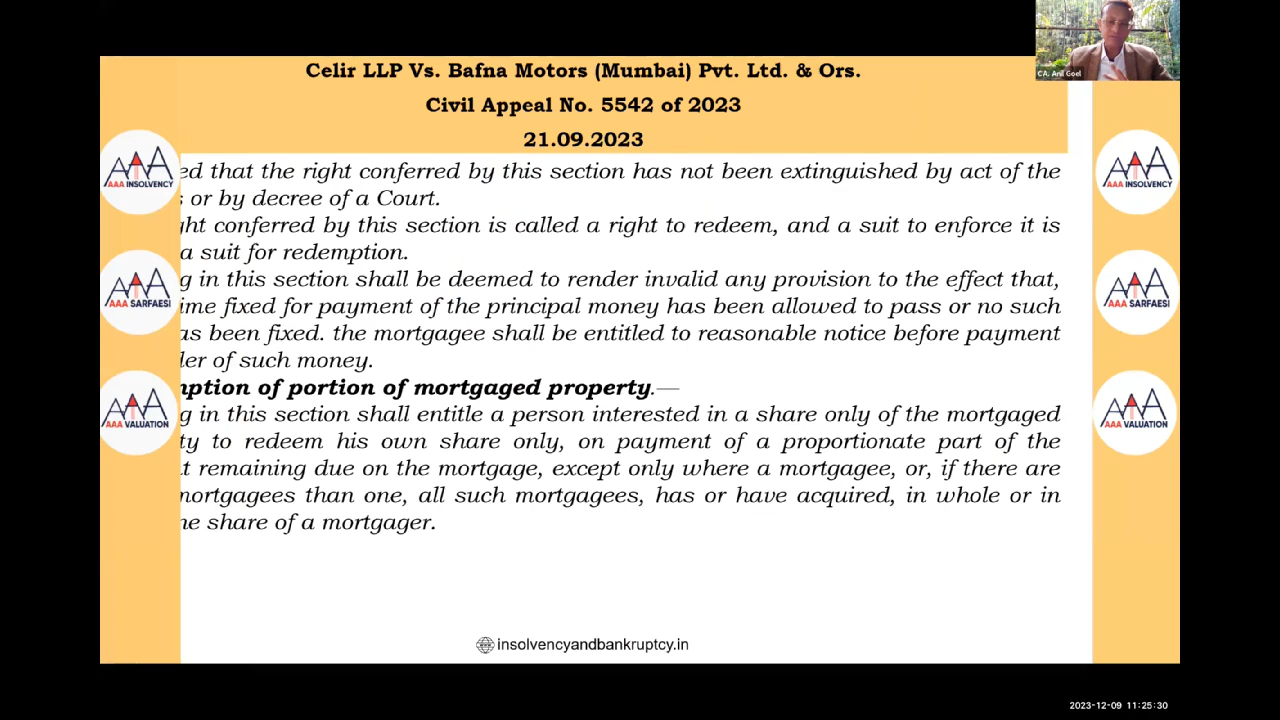 CA. Anil Goel
Celir LLP Vs. Bafna Motors (Mumbai) Pvt. Ltd. & Ors.
Civil Appeal No. 5542 of 2023
21.09.2023
ed that the right conferred by this section has not been extinguished by act of the
s or by decree of a Court.
ght conferred by this section is called a right to redeem, and a suit to enforce it is
a suit for redemption.
g in this section shall be deemed to render invalid any provision to the effect that,
ime fixed for payment of the principal money has been allowed to pass or no such
as been fixed. the mortgagee shall be entitled to reasonable notice before payment
der of such money.
mption of portion of mortgaged property.—
g in this section shall entitle a person interested in a share only of the mortgaged
ty to redeem his own share only, on payment of a proportionate part of the
t remaining due on the mortgage, except only where a mortgagee, or, if there are
mortgagees than one, all such mortgagees, has or have acquired, in whole or in
he share of a mortgager.
AAA INSOLVENCY
AAA SARFAESI
AAA VALUATION
AAA INSOLVENCY
AAA SARFAESI
AAA VALUATION
insolvencyandbankruptcy.in
2023-12-09 11:25:30